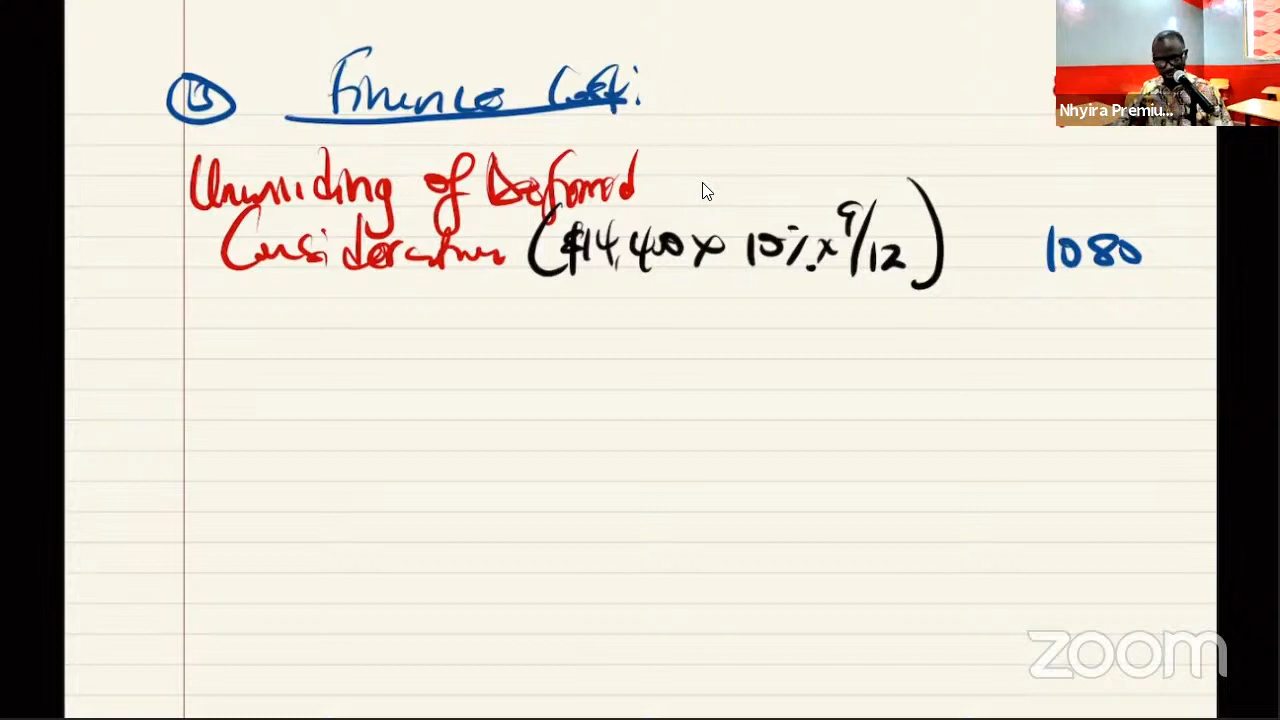 B Finance Cost:
Nhyira Premiu...
Unwinding of Deferred
Consideration ($14,400 x 10% x 9/12) 1080
zoom